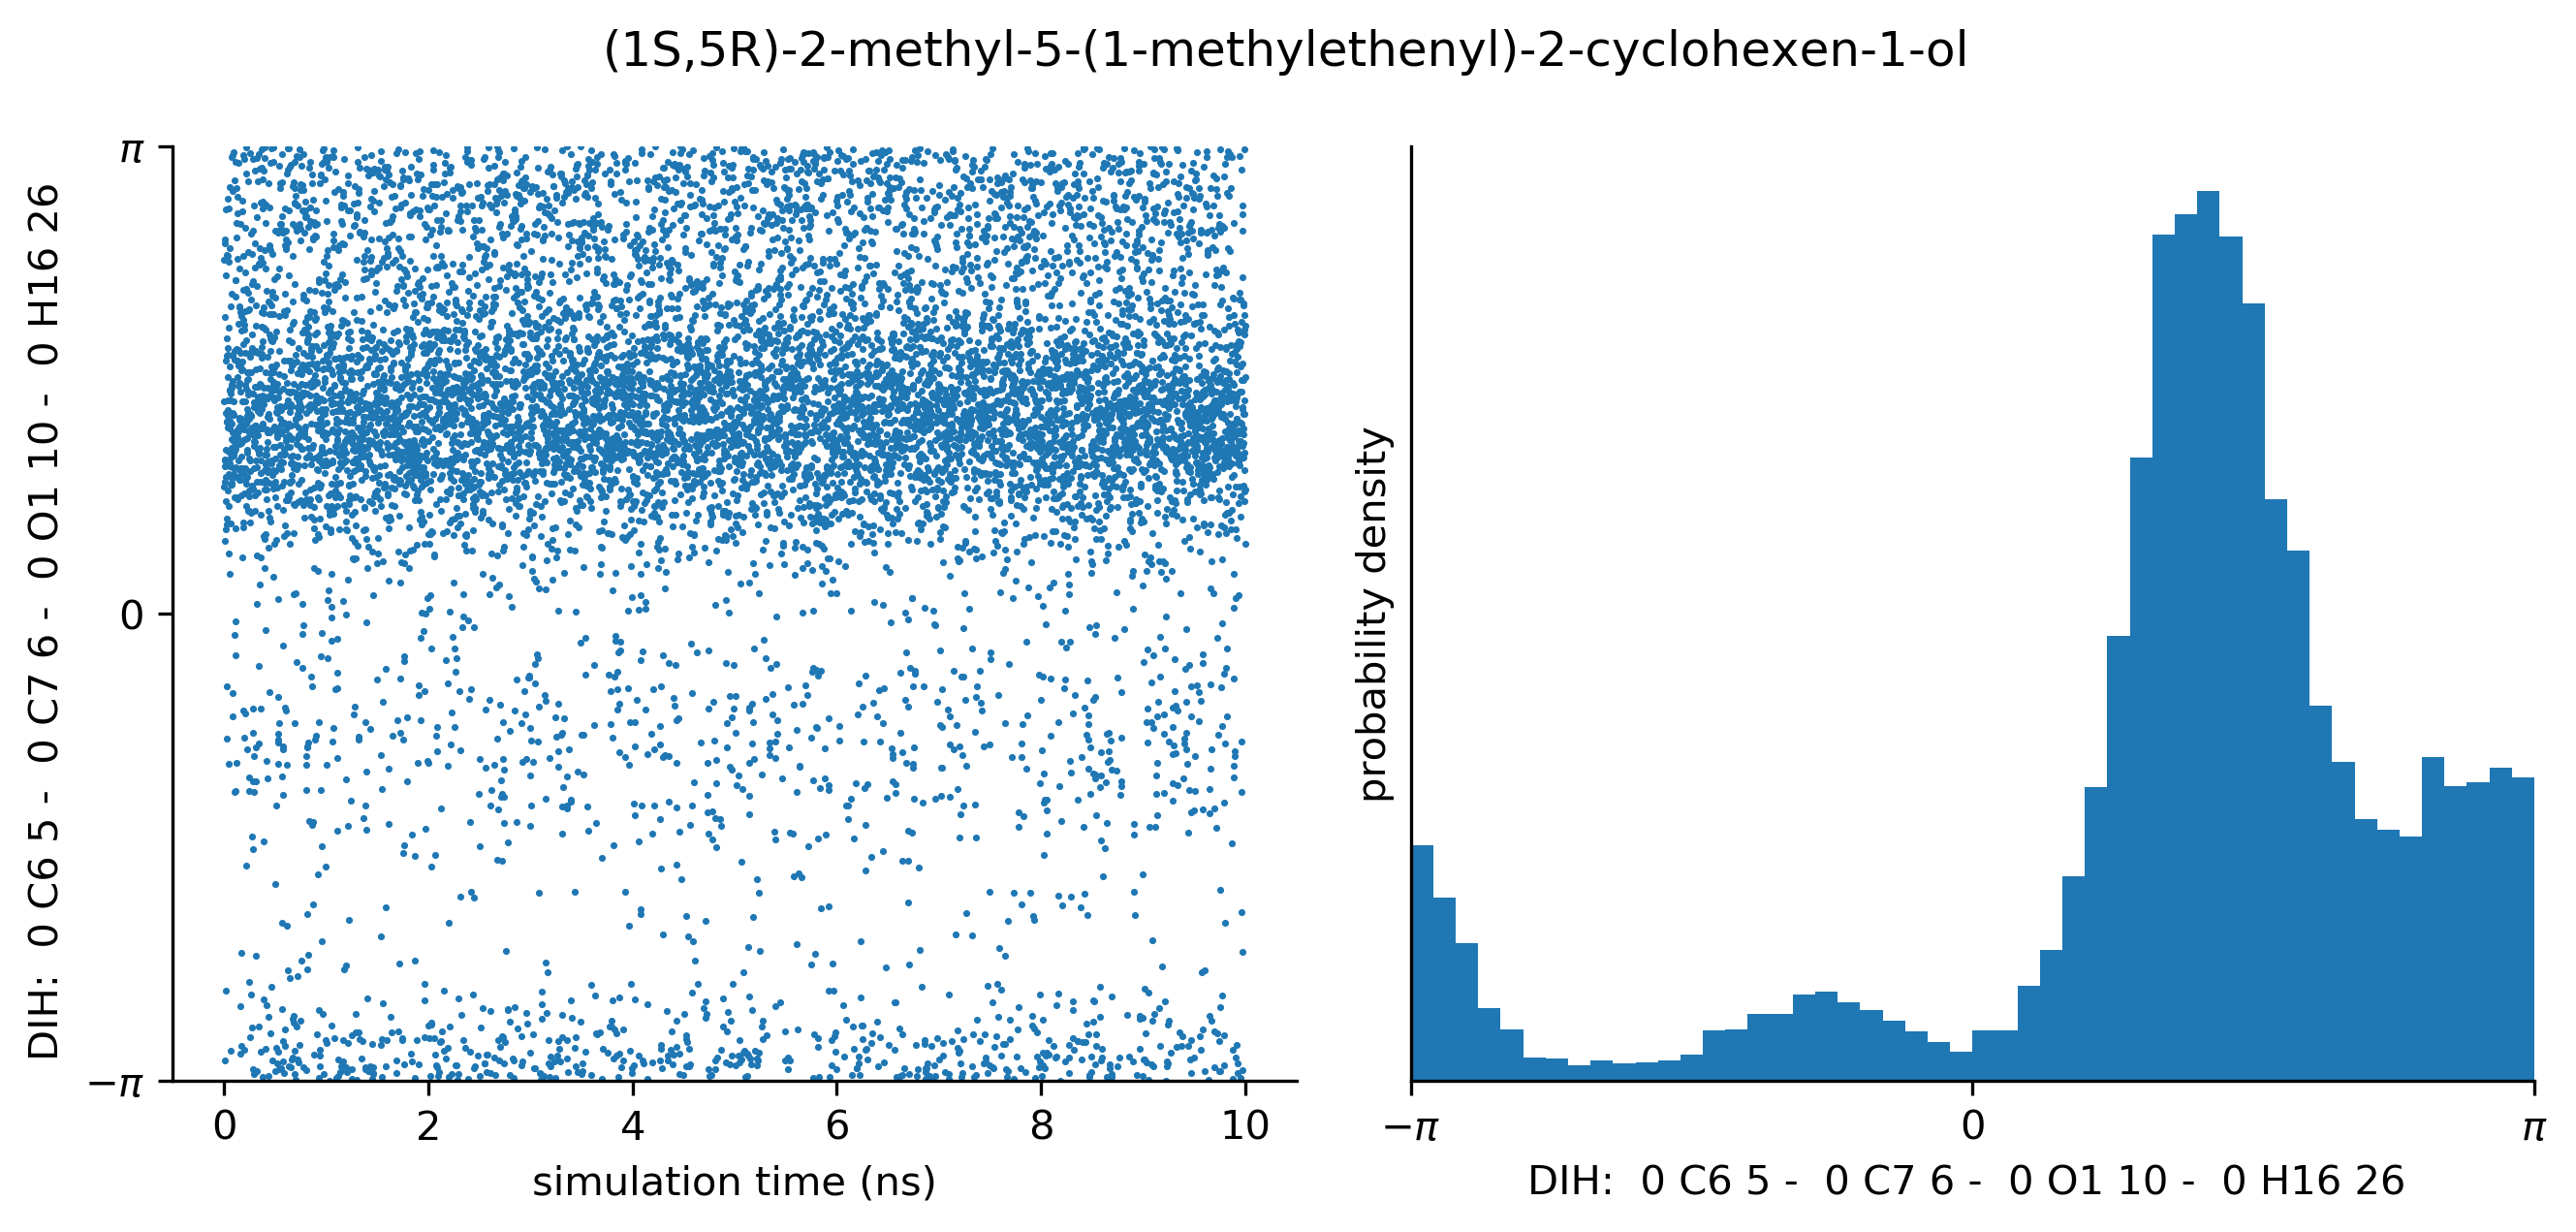 (1S,5R)-2-methyl-5-(1-methylethenyl)-2-cyclohexen-1-ol
DIH:  0 C6 5 -  0 C7 6 -  0 O1 10 -  0 H16 26
π
0
−π
0 2 4 6 8 10
simulation time (ns)
probability density
−π 0 π
DIH:  0 C6 5 -  0 C7 6 -  0 O1 10 -  0 H16 26